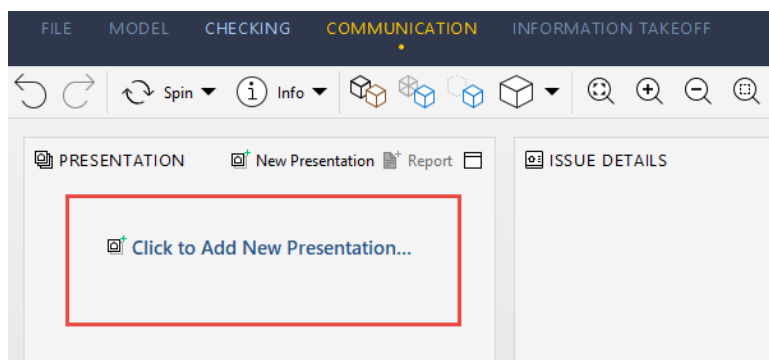 FILE MODEL CHECKING COMMUNICATION INFORMATION TAKEOFF
Spin Info
PRESENTATION New Presentation Report ISSUE DETAILS
Click to Add New Presentation...